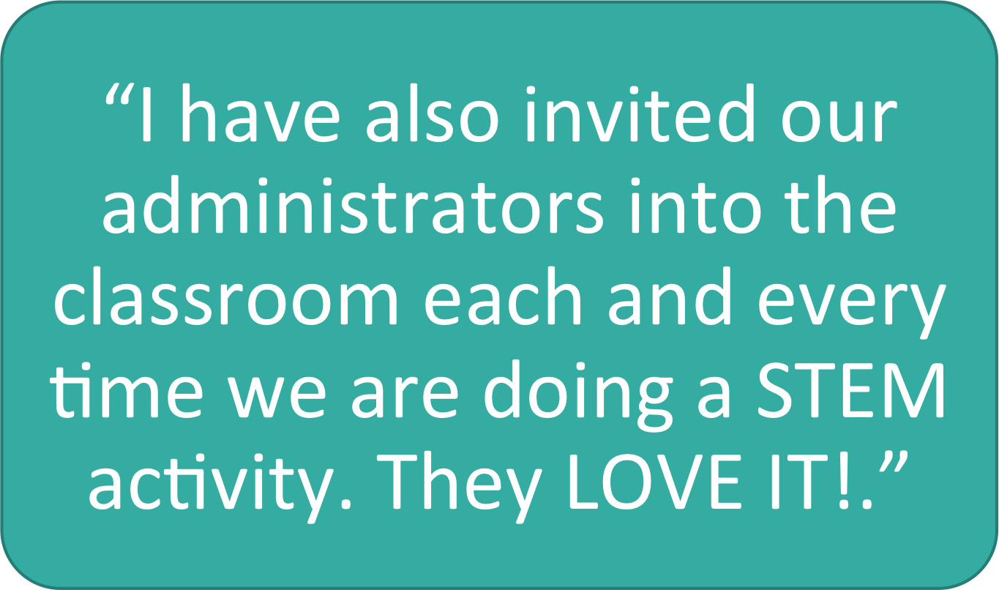 “I have also invited our
administrators into the
classroom each and every
time we are doing a STEM
activity. They LOVE IT!.”